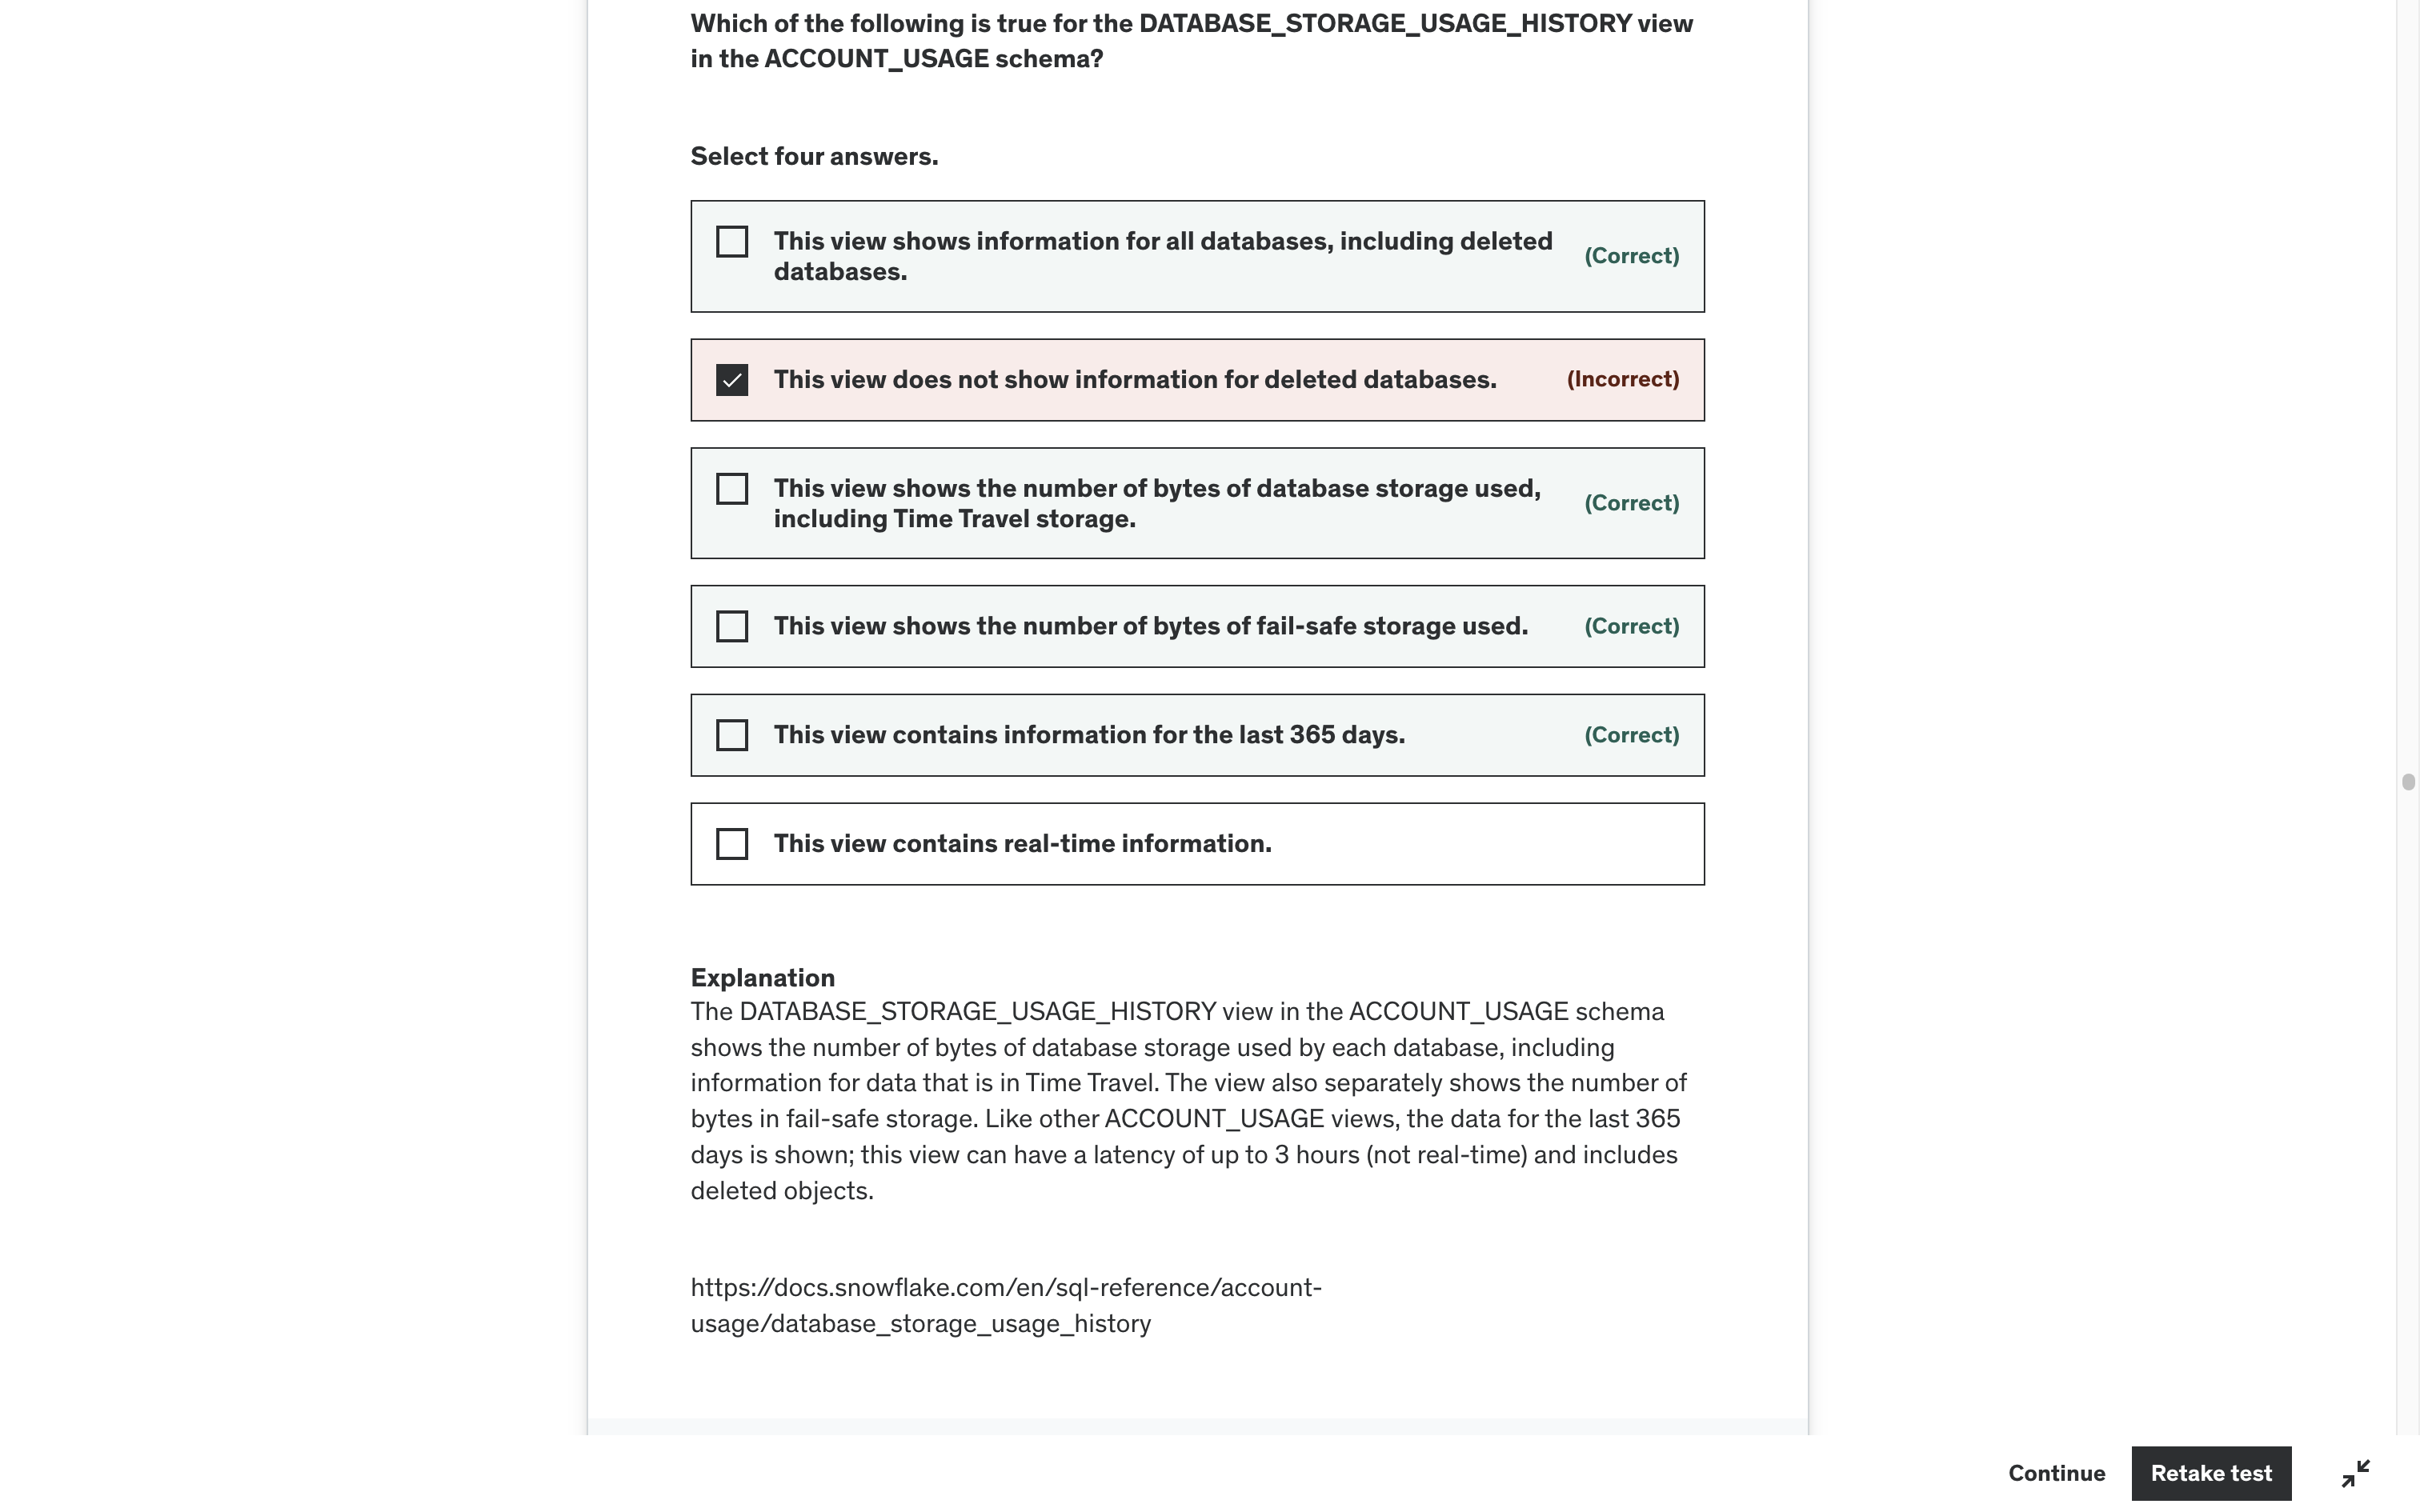 Which of the following is true for the DATABASE_STORAGE_USAGE_HISTORY view
in the ACCOUNT_USAGE schema?
Select four answers.
This view shows information for all databases, including deleted
databases.
(Correct)
This view does not show information for deleted databases.
(Incorrect)
This view shows the number of bytes of database storage used,
including Time Travel storage.
(Correct)
This view shows the number of bytes of fail-safe storage used.
(Correct)
This view contains information for the last 365 days.
(Correct)
This view contains real-time information.
Explanation
The DATABASE_STORAGE_USAGE_HISTORY view in the ACCOUNT_USAGE schema
shows the number of bytes of database storage used by each database, including
information for data that is in Time Travel. The view also separately shows the number of
bytes in fail-safe storage. Like other ACCOUNT_USAGE views, the data for the last 365
days is shown; this view can have a latency of up to 3 hours (not real-time) and includes
deleted objects.
https://docs.snowflake.com/en/sql-reference/account-
usage/database_storage_usage_history
Continue
Retake test